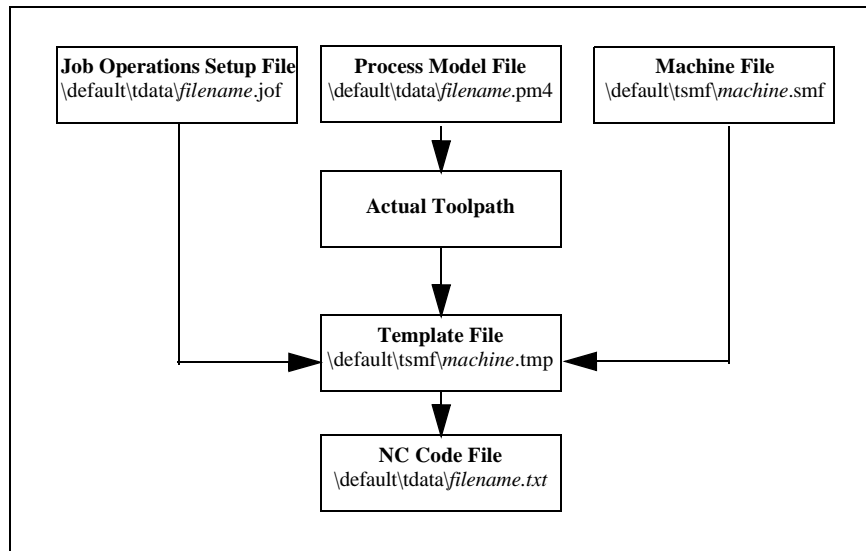 Job Operations Setup File
\default\tdata\filename.jof
Process Model File
\default\tdata\filename.pm4
Machine File
\default\tsmf\machine.smf
Actual Toolpath
Template File
\default\tsmf\machine.tmp
NC Code File
\default\tdata\filename.txt